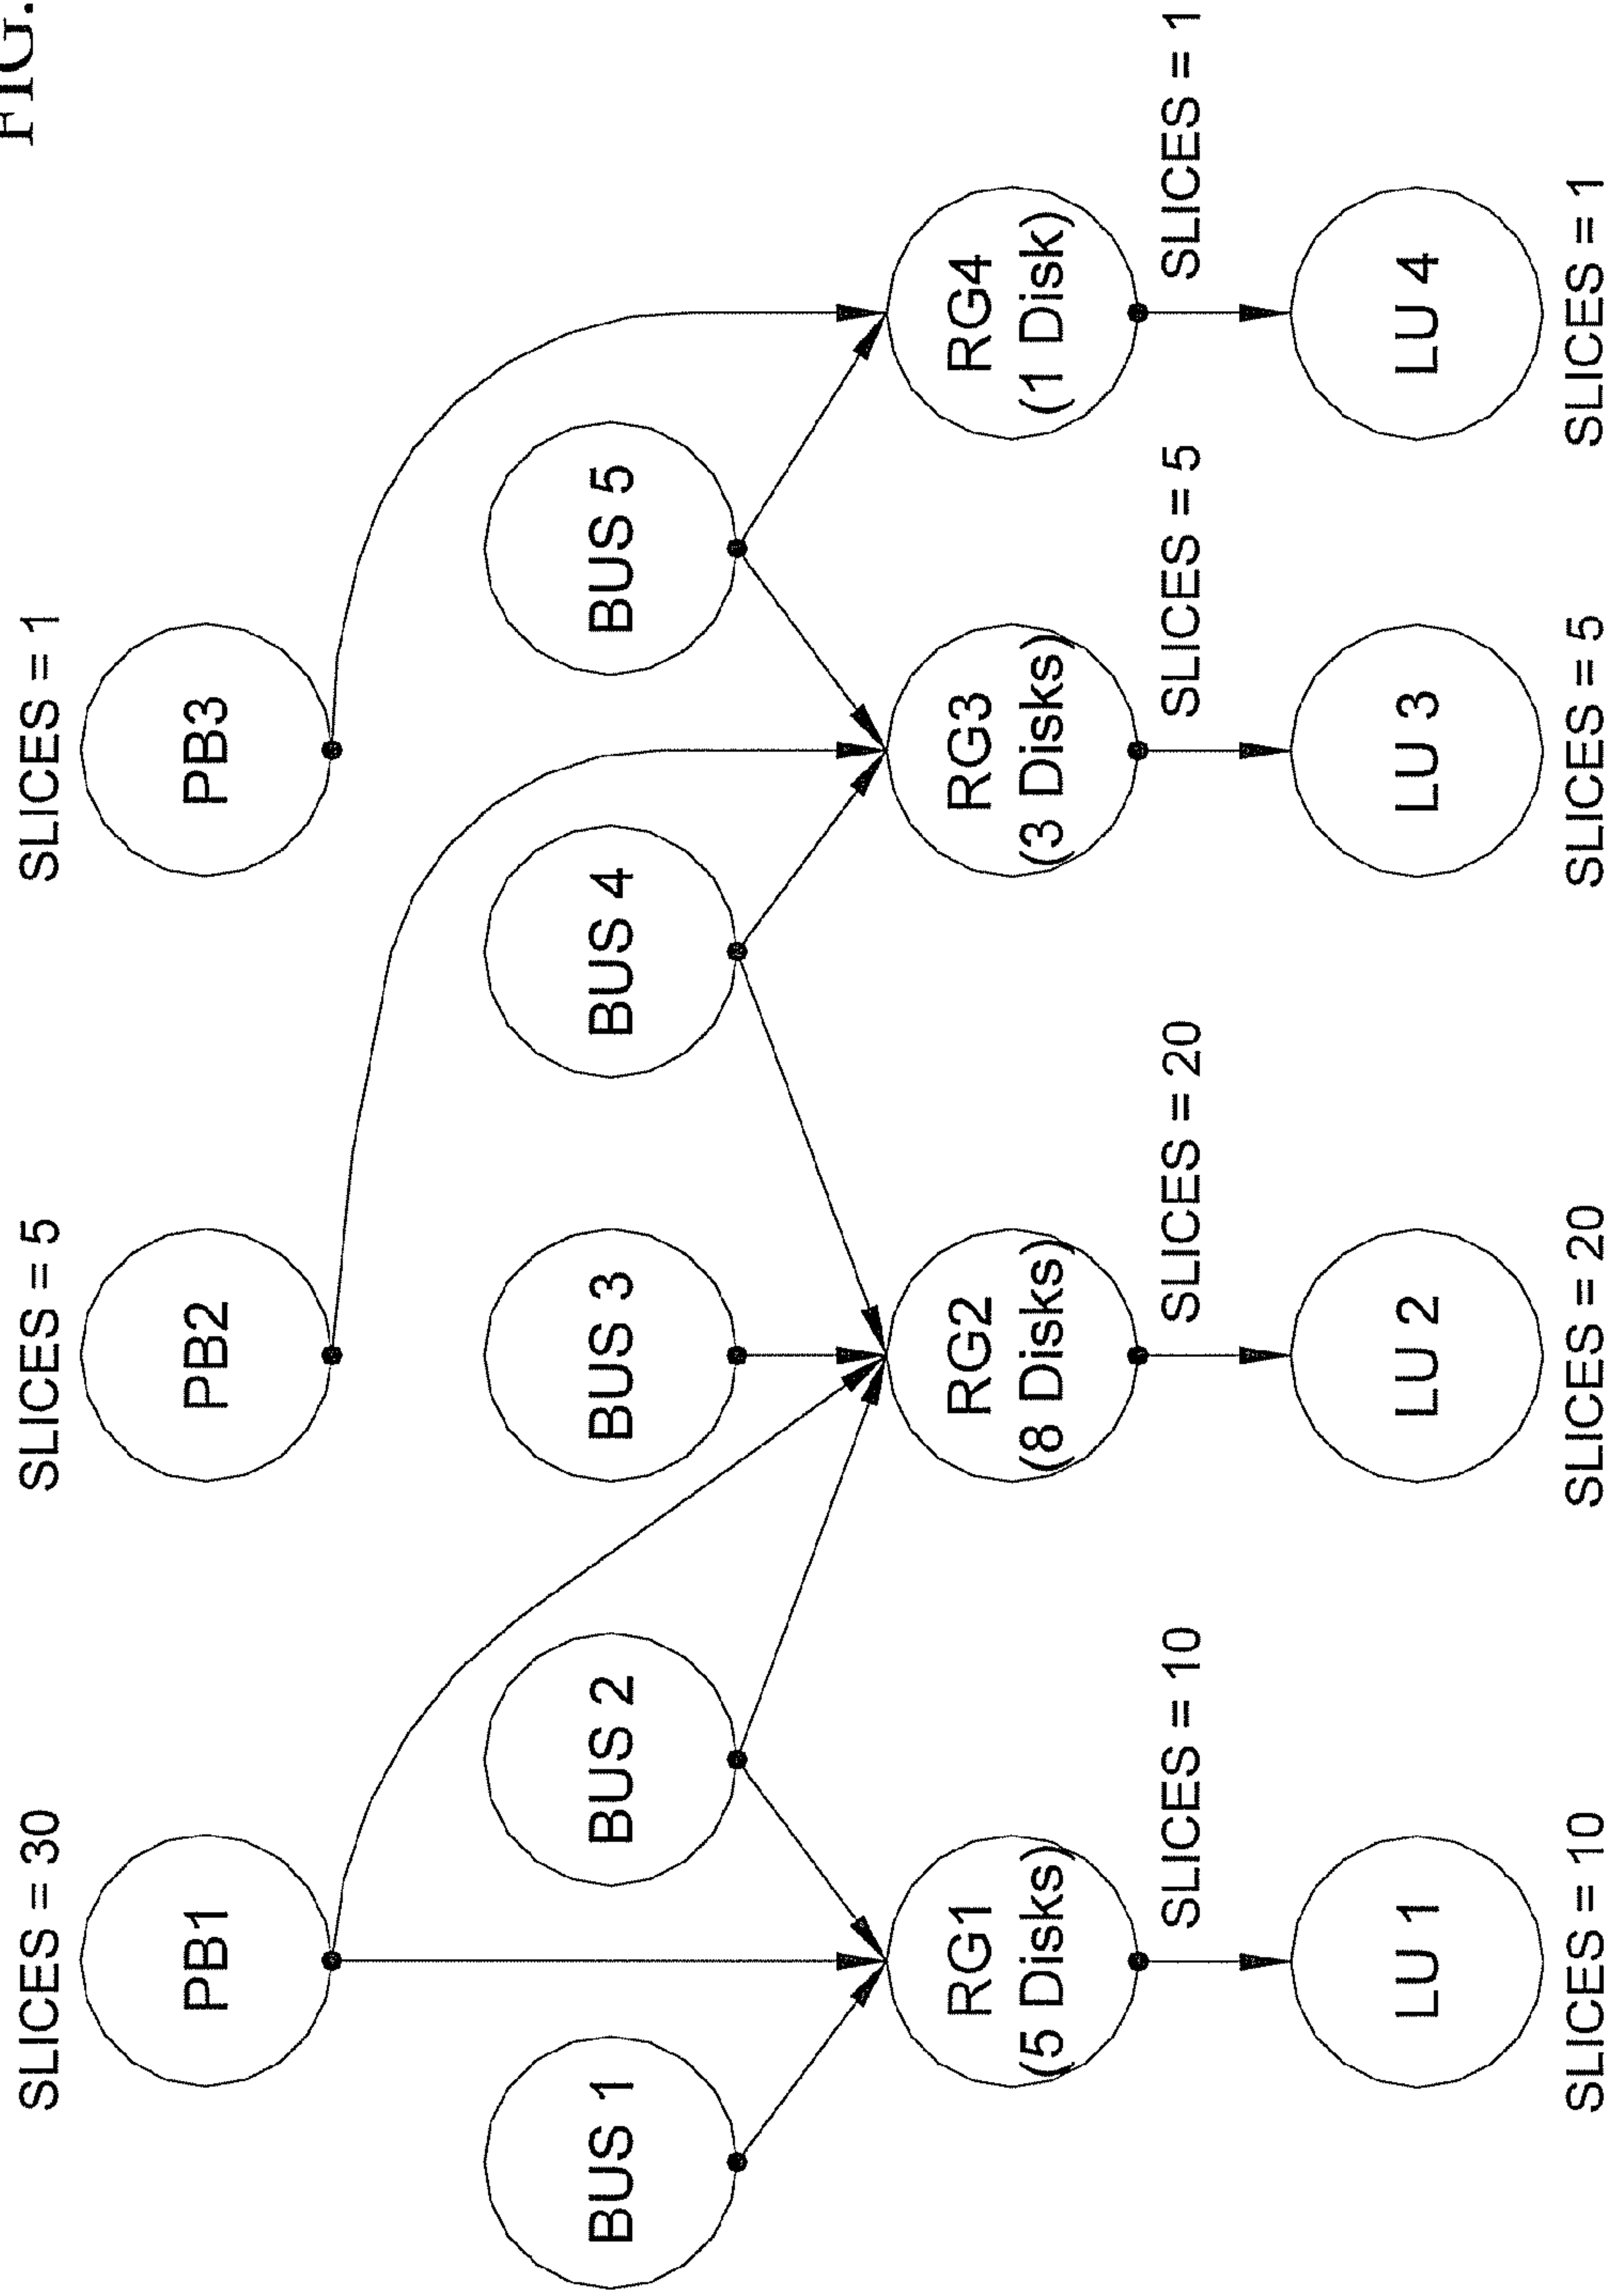 FIG.
SLICES = 30
SLICES = 5
SLICES = 1
PB1
PB2
PB3
BUS 1
BUS 2
BUS 3
BUS 4
BUS 5
RG1
(5 Disks)
RG2
(8 Disks)
RG3
(3 Disks)
RG4
(1 Disk)
SLICES = 10
SLICES = 20
SLICES = 5
SLICES = 1
LU 1
LU 2
LU 3
LU 4
SLICES = 10
SLICES = 20
SLICES = 5
SLICES = 1